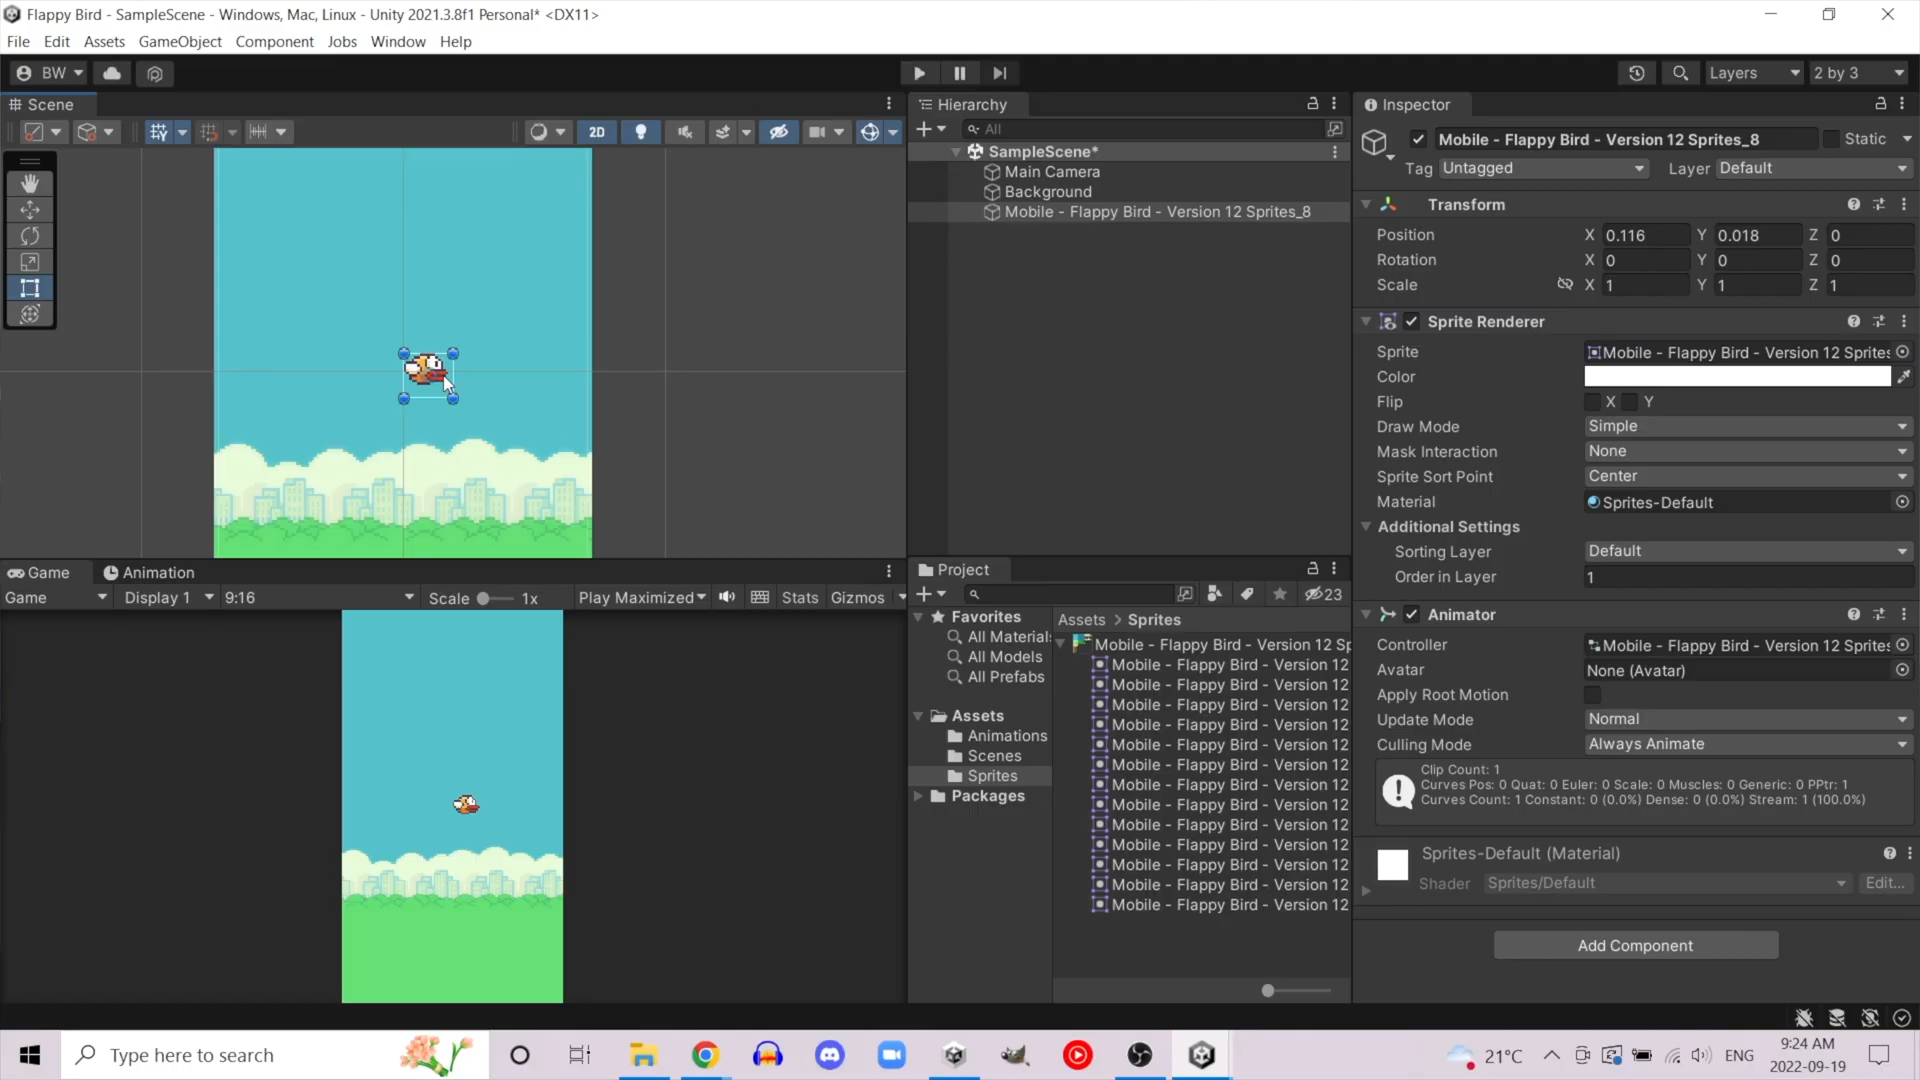 Flappy Bird - SampleScene - Windows, Mac, Linux - Unity 2021.3.8f1 Personal* <DX11>
File Edit Assets GameObject Component Jobs Window Help
BW
Layers
2 by 3
Scene
2D
Hierarchy
All
SampleScene*
Main Camera
Background
Mobile - Flappy Bird - Version 12 Sprites_8
Inspector
Mobile - Flappy Bird - Version 12 Sprites_8
Static
Tag Untagged
Layer Default
Transform
Position X 0.116 Y 0.018 Z 0
Rotation X 0 Y 0 Z 0
Scale X 1 Y 1 Z 1
Sprite Renderer
Sprite Mobile - Flappy Bird - Version 12 Sprites
Color
Flip X Y
Draw Mode Simple
Mask Interaction None
Sprite Sort Point Center
Material Sprites-Default
Additional Settings
Sorting Layer Default
Order in Layer 1
Animator
Controller Mobile - Flappy Bird - Version 12 Sprites
Avatar None (Avatar)
Apply Root Motion
Update Mode Normal
Culling Mode Always Animate
Clip Count: 1
Curves Pos: 0 Quat: 0 Euler: 0 Scale: 0 Muscles: 0 Generic: 0 PPtr: 1
Curves Count: 1 Constant: 0 (0.0%) Dense: 0 (0.0%) Stream: 1 (100.0%)
Sprites-Default (Material)
Shader Sprites/Default Edit...
Add Component
Game
Animation
Game Display 1 9:16 Scale 1x Play Maximized Stats Gizmos
Project
23
Favorites
All Materials
All Models
All Prefabs
Assets
Animations
Scenes
Sprites
Packages
Assets > Sprites
Mobile - Flappy Bird - Version 12 Sp
Mobile - Flappy Bird - Version 12
Mobile - Flappy Bird - Version 12
Mobile - Flappy Bird - Version 12
Mobile - Flappy Bird - Version 12
Mobile - Flappy Bird - Version 12
Mobile - Flappy Bird - Version 12
Mobile - Flappy Bird - Version 12
Mobile - Flappy Bird - Version 12
Mobile - Flappy Bird - Version 12
Mobile - Flappy Bird - Version 12
Mobile - Flappy Bird - Version 12
Mobile - Flappy Bird - Version 12
Mobile - Flappy Bird - Version 12
Type here to search
21°C
ENG
9:24 AM
2022-09-19